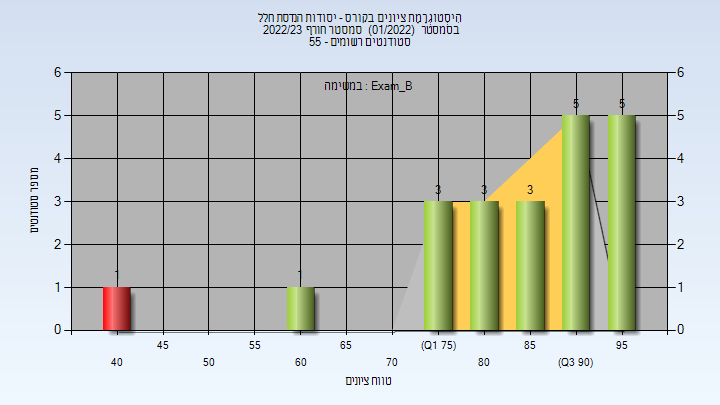 היסטוגרמת ציונים בקורס - יסודות הנדסת חלל
בסמסטר (01/2022) סמסטר חורף 2022/23
סטודנטים רשומים - 55
במשימה : Exam_B
מספר סטודנטים
6 6
5 5
4 4
3 3
2 2
1 1
0 0
1 1 3 3 3 5 5
45 55 65 (Q1 75) 85 95
40 50 60 70 80 (Q3 90)
טווח ציונים